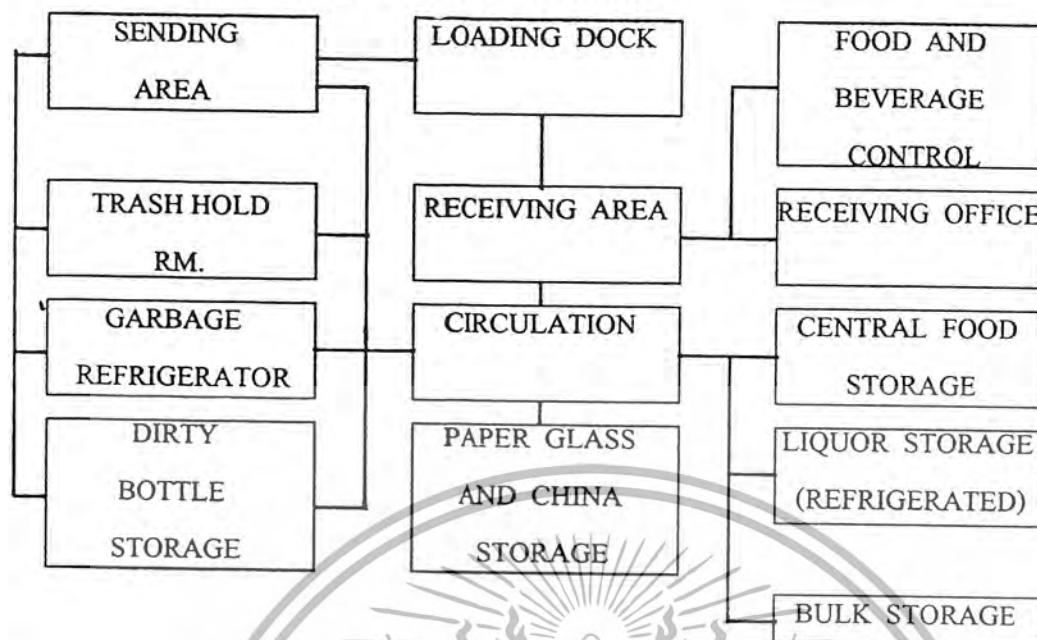 SENDING
AREA
LOADING DOCK
FOOD AND
BEVERAGE
CONTROL
TRASH HOLD
RM.
RECEIVING AREA
RECEIVING OFFICE
GARBAGE
REFRIGERATOR
CIRCULATION
CENTRAL FOOD
STORAGE
DIRTY
BOTTLE
STORAGE
PAPER GLASS
AND CHINA
STORAGE
LIQUOR STORAGE
(REFRIGERATED)
BULK STORAGE